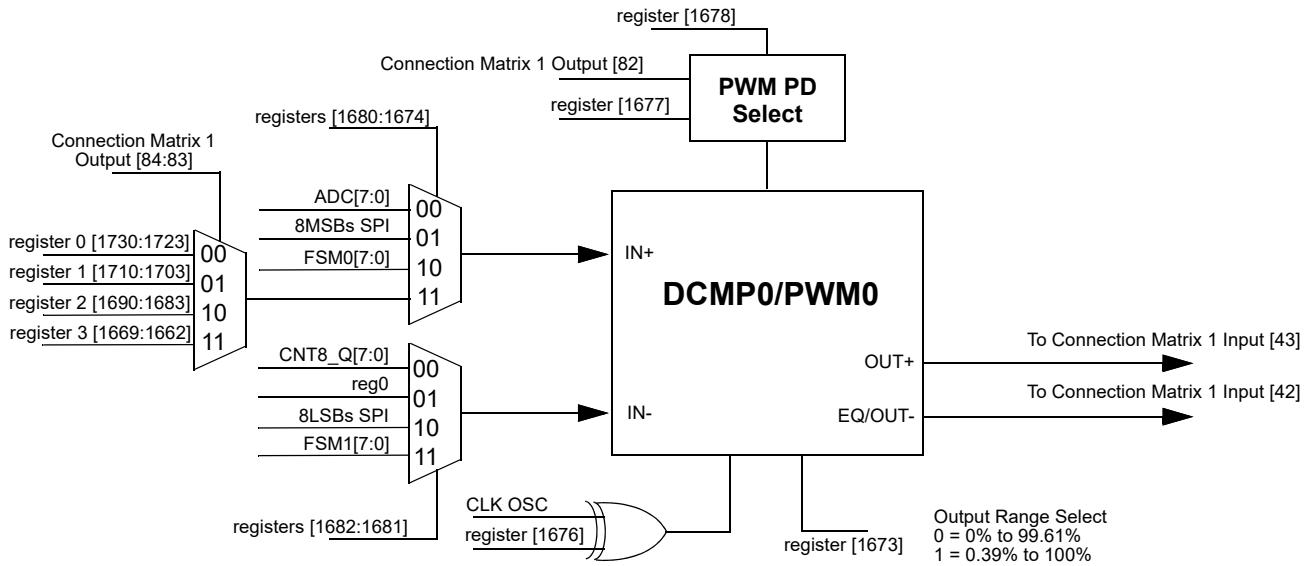 register [1678]
Connection Matrix 1 Output [82]
register [1677]
PWM PD
Select
registers [1680:1674]
Connection Matrix 1
Output [84:83]
register 0 [1730:1723]
register 1 [1710:1703]
register 2 [1690:1683]
register 3 [1669:1662]
00
01
10
11
ADC[7:0]
8MSBs SPI
FSM0[7:0]
00
01
10
11
CNT8_Q[7:0]
reg0
8LSBs SPI
FSM1[7:0]
00
01
10
11
registers [1682:1681]
IN+
DCMP0/PWM0
IN-
OUT+
EQ/OUT-
To Connection Matrix 1 Input [43]
To Connection Matrix 1 Input [42]
CLK OSC
register [1676]
register [1673]
Output Range Select
0 = 0% to 99.61%
1 = 0.39% to 100%